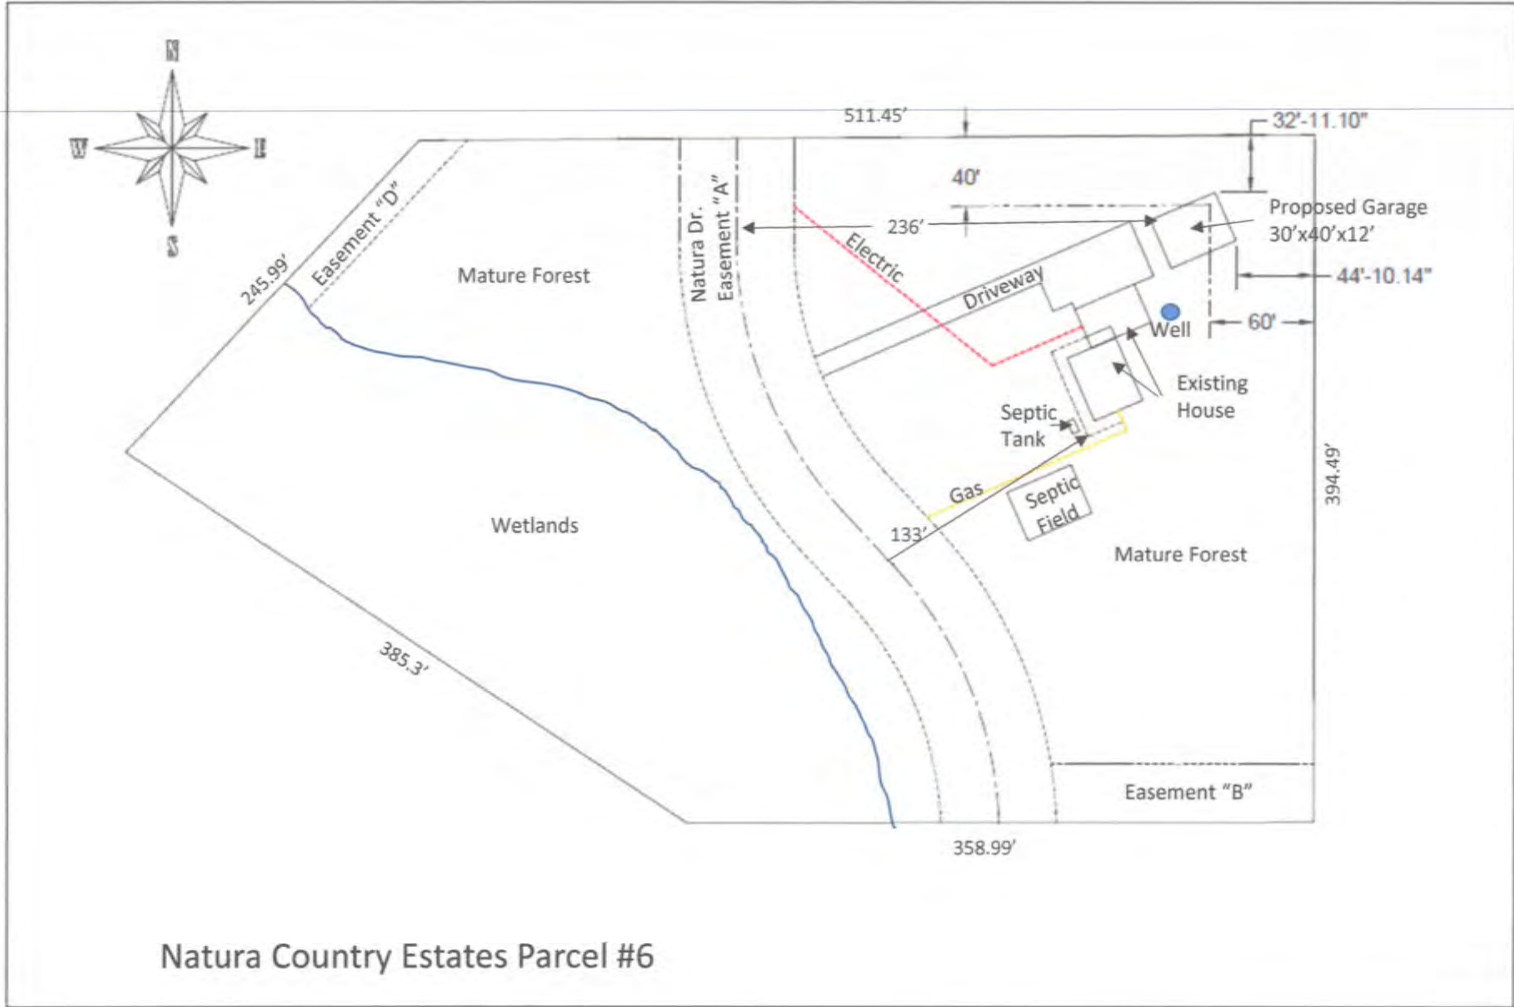 N
W
E
S
511.45'
32'-11.10"
40'
Proposed Garage
30'x40'x12'
236'
Easement "D"
Natura Dr.
Easement "A"
Electric
245.99'
Mature Forest
Driveway
44'-10.14"
60'
Well
Existing
House
Septic
Tank
394.49'
Gas
Septic
Field
133'
Wetlands
Mature Forest
385.3'
Easement "B"
358.99'
Natura Country Estates Parcel #6